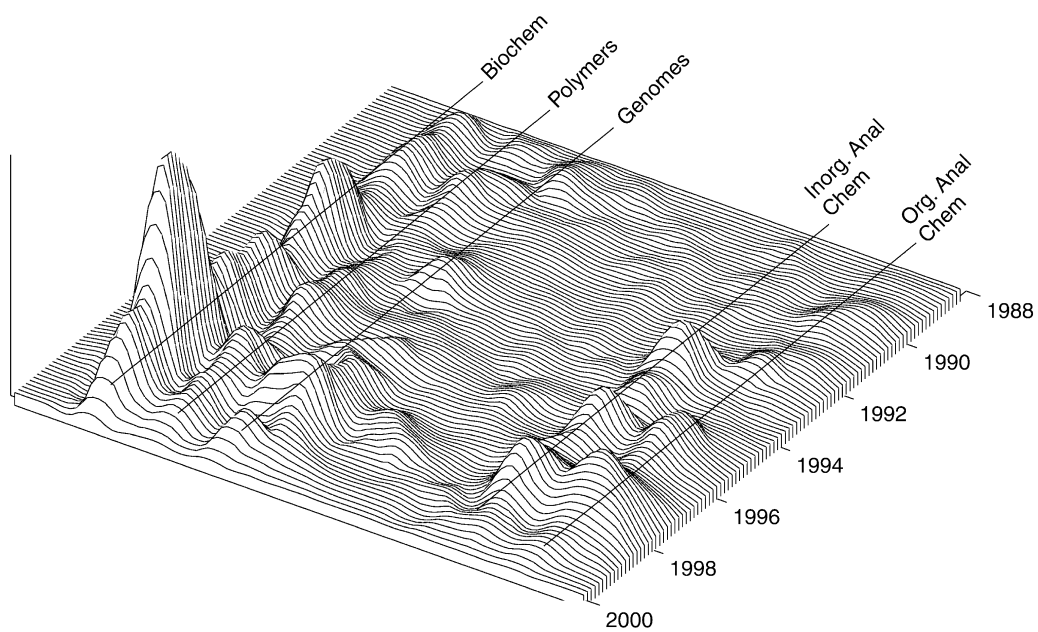 Biochem
Polymers
Genomes
Inorg. Anal
Chem
Org. Anal
Chem
1988
1990
1992
1994
1996
1998
2000